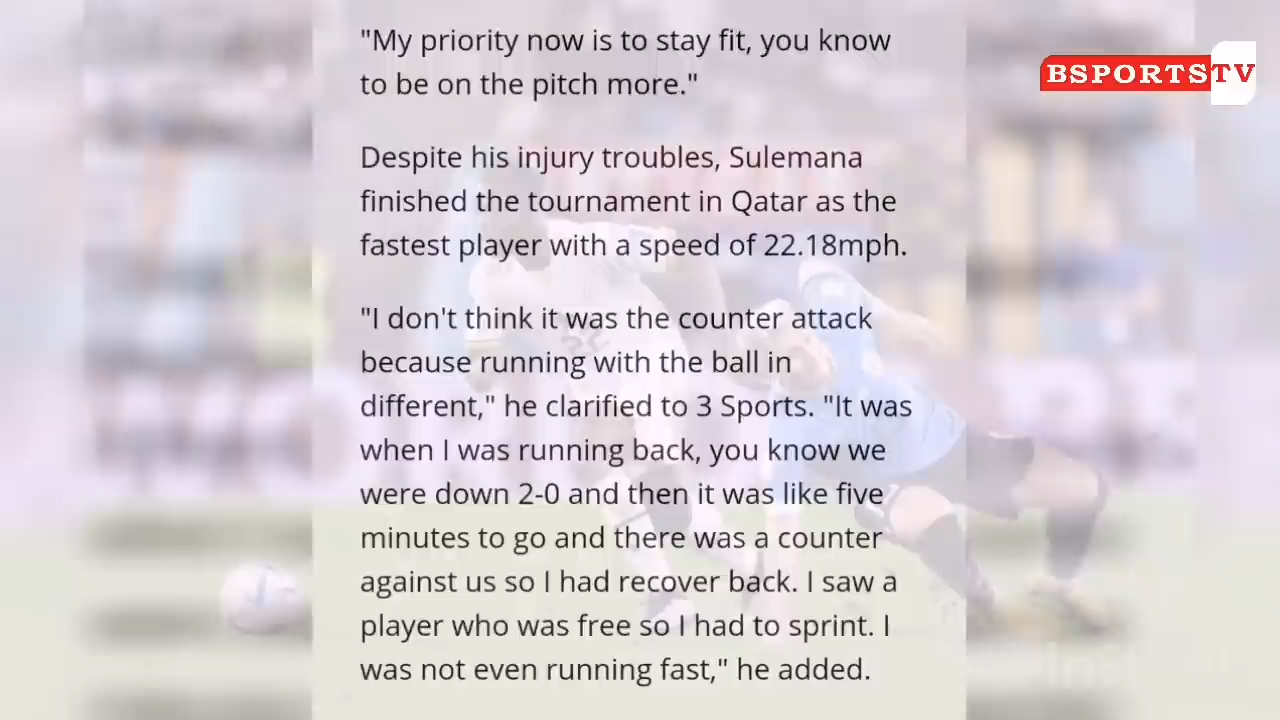 "My priority now is to stay fit, you know
to be on the pitch more."
BSPORTSTV
Despite his injury troubles, Sulemana
finished the tournament in Qatar as the
fastest player with a speed of 22.18mph.
"I don't think it was the counter attack
because running with the ball in
different," he clarified to 3 Sports. "It was
when I was running back, you know we
were down 2-0 and then it was like five
minutes to go and there was a counter
against us so I had recover back. I saw a
player who was free so I had to sprint. I
was not even running fast," he added.